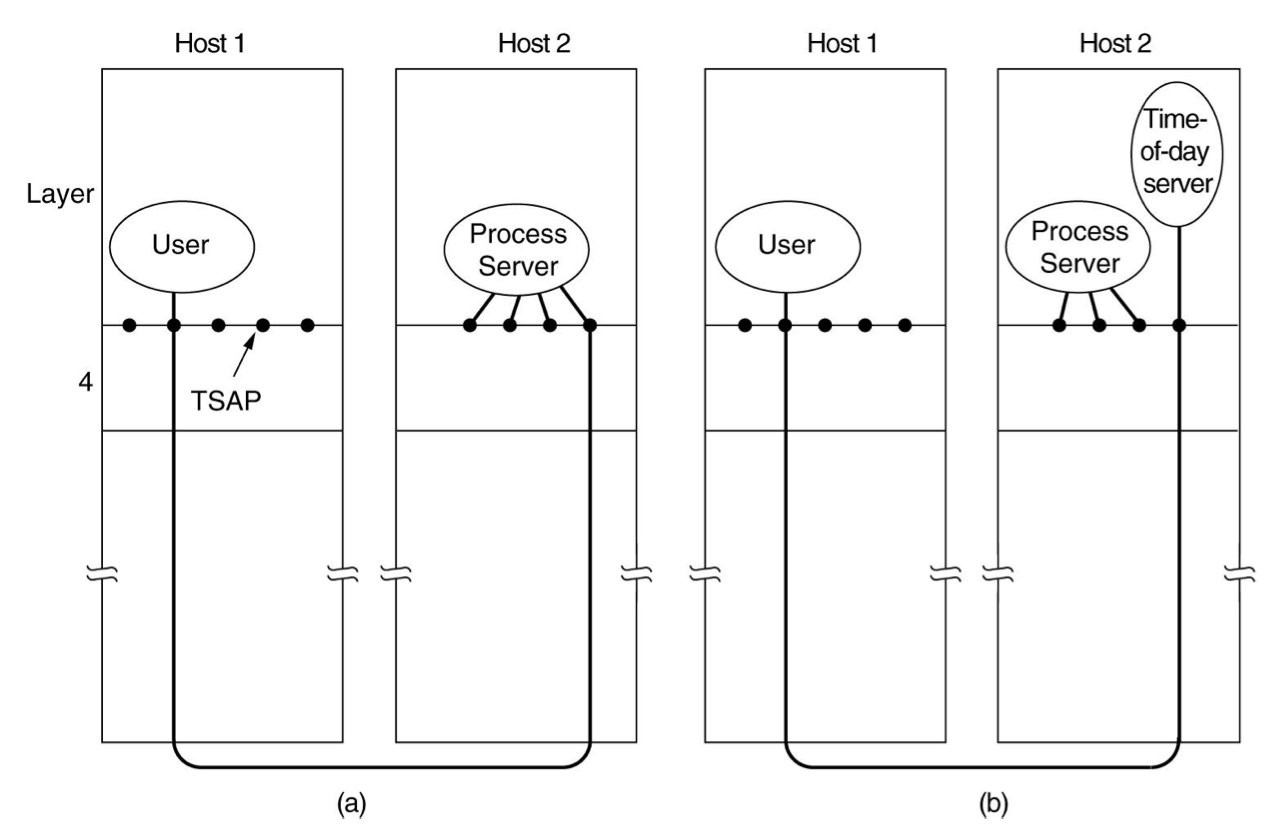 Host 1
Host 2
Host 1
Host 2
Layer
User
Process
Server
User
Process
Server
Time-
of-day
server
4
TSAP
(a)
(b)